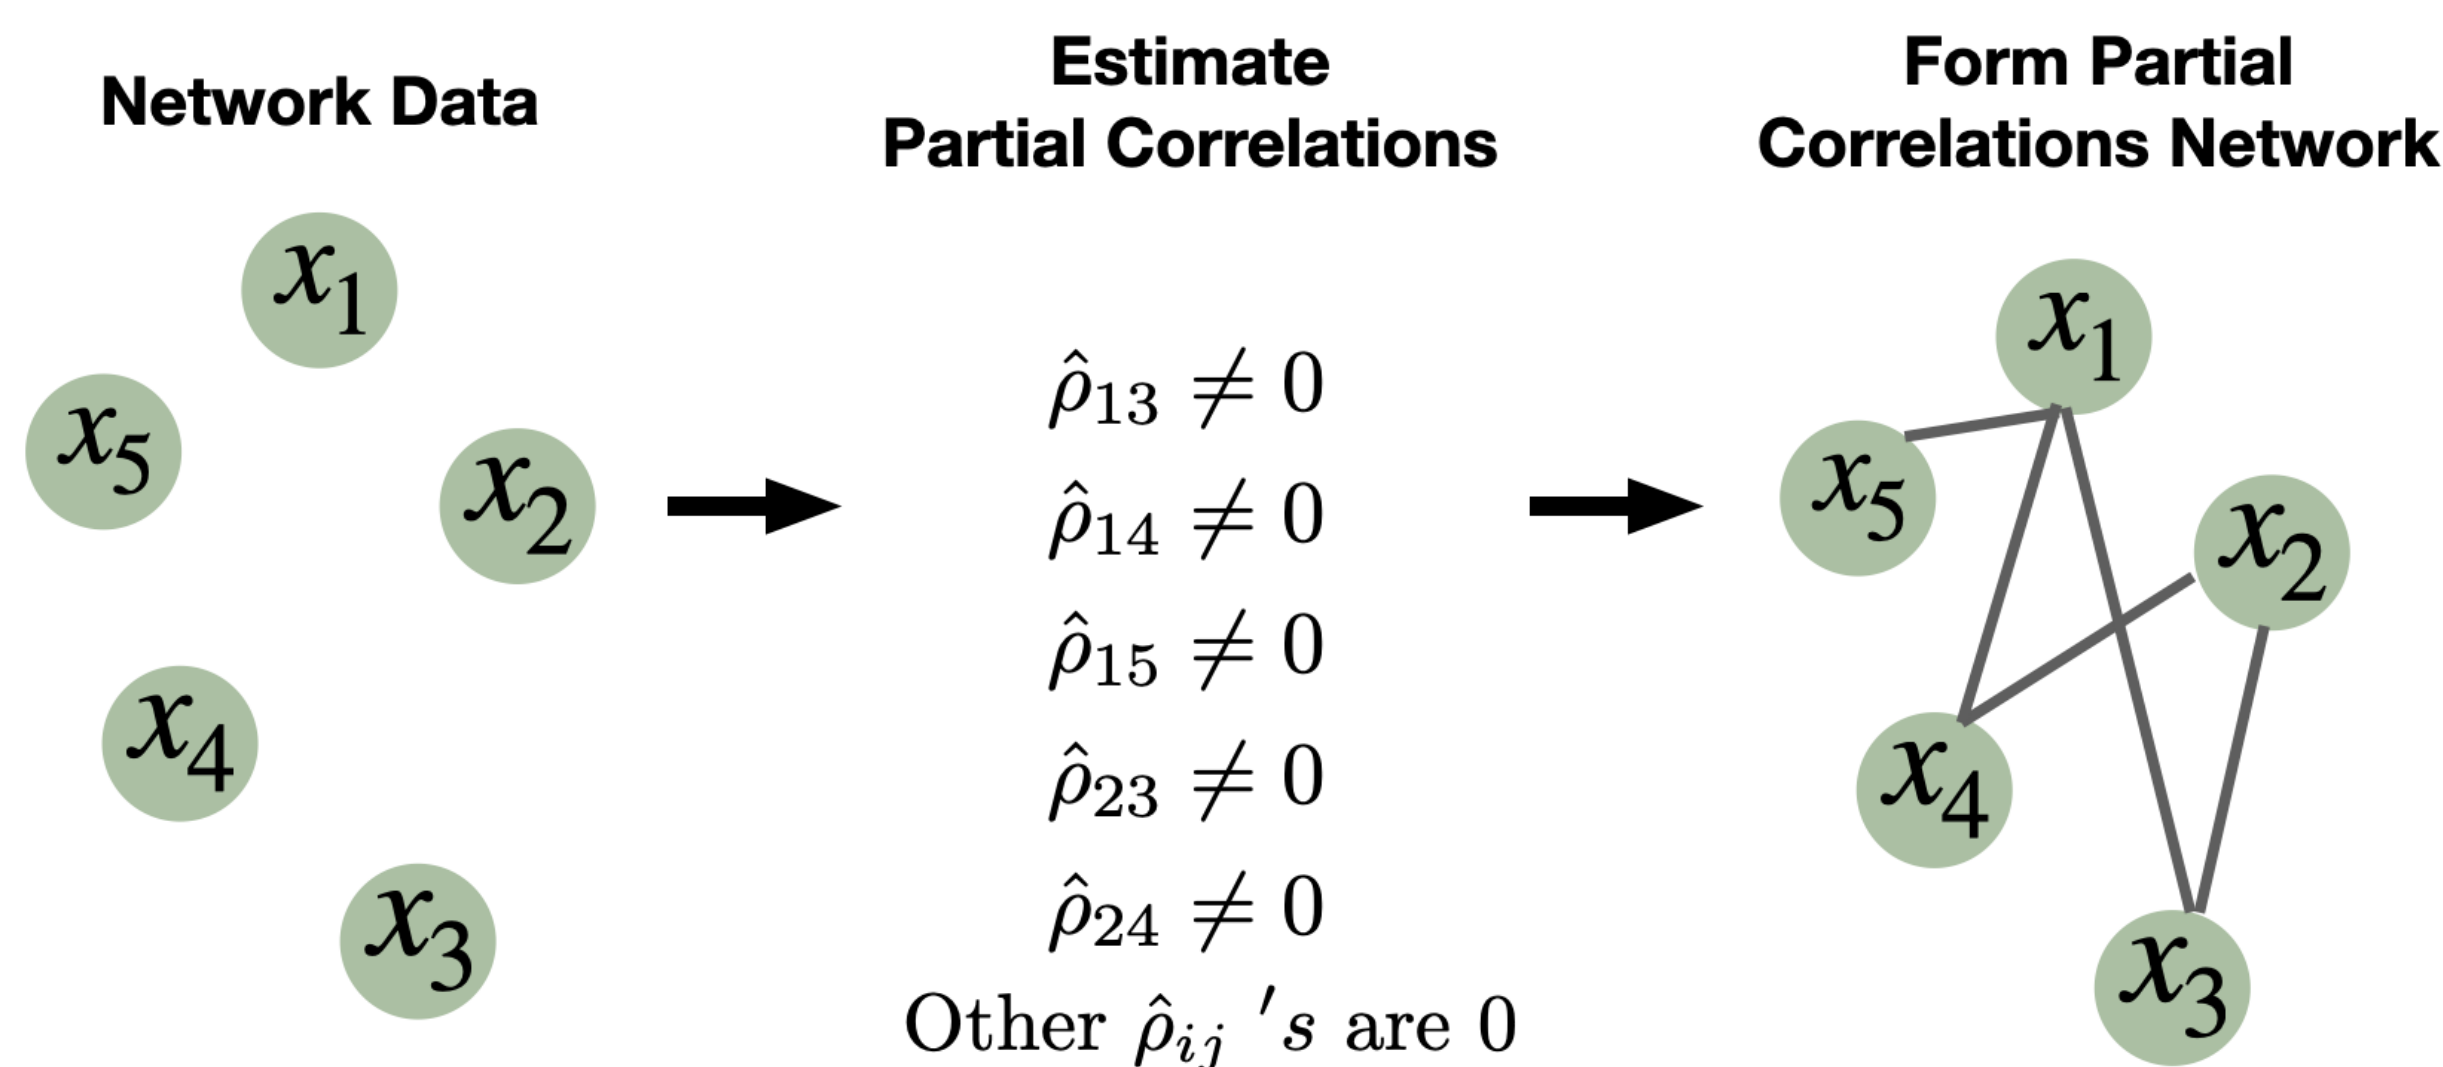 Network Data
x₁
x₅
x₂
x₄
x₃
Estimate
Partial Correlations
ρ̂₁₃ ≠ 0
ρ̂₁₄ ≠ 0
ρ̂₁₅ ≠ 0
ρ̂₂₃ ≠ 0
ρ̂₂₄ ≠ 0
Other ρ̂ᵢⱼ 's are 0
Form Partial
Correlations Network
x₁
x₅
x₂
x₄
x₃